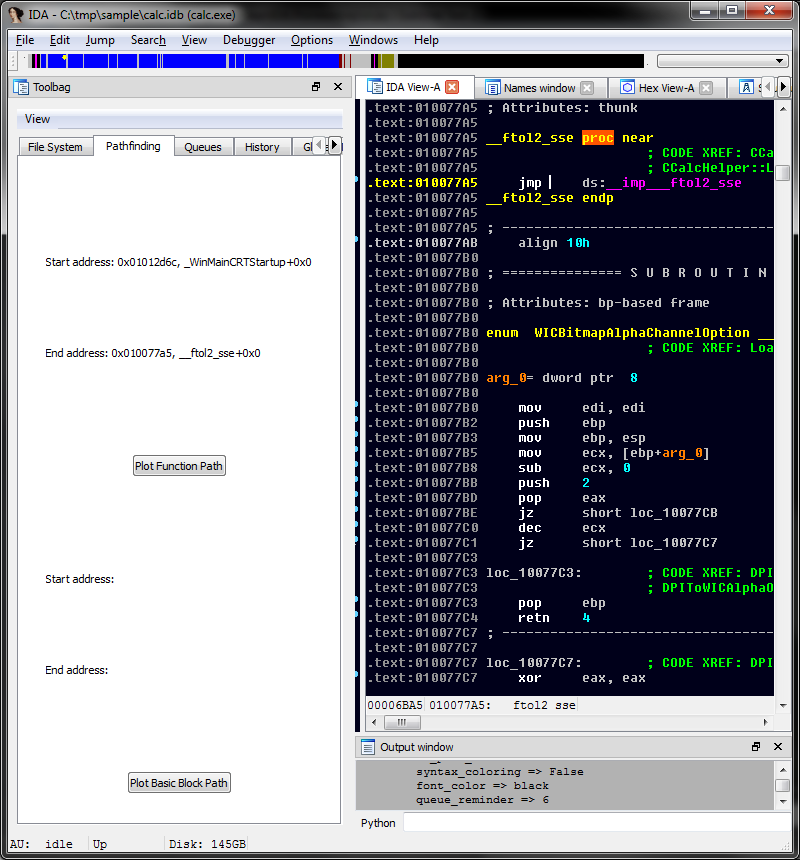 IDA - C:\tmp\sample\calc.idb (calc.exe)
File Edit Jump Search View Debugger Options Windows Help
Toolbag
View
File System Pathfinding Queues History
Start address: 0x01012d6c, _WinMainCRTStartup+0x0
End address: 0x010077a5, __ftol2_sse+0x0
Plot Function Path
Start address:
End address:
Plot Basic Block Path
IDA View-A Names window Hex View-A
.text:010077A5 ; Attributes: thunk
.text:010077A5
.text:010077A5 __ftol2_sse proc near
.text:010077A5 ; CODE XREF: CCa
.text:010077A5 ; CCalcHelper::L
.text:010077A5 jmp ds:__imp___ftol2_sse
.text:010077A5 __ftol2_sse endp
.text:010077A5
.text:010077A5 ; ----------------------------------
.text:010077AB align 10h
.text:010077B0
.text:010077B0 ; =============== S U B R O U T I N
.text:010077B0
.text:010077B0 ; Attributes: bp-based frame
.text:010077B0
.text:010077B0 enum WICBitmapAlphaChannelOption __
.text:010077B0 ; CODE XREF: Loa
.text:010077B0
.text:010077B0 arg_0= dword ptr 8
.text:010077B0
.text:010077B0 mov edi, edi
.text:010077B2 push ebp
.text:010077B3 mov ebp, esp
.text:010077B5 mov ecx, [ebp+arg_0]
.text:010077B8 sub ecx, 0
.text:010077BB push 2
.text:010077BD pop eax
.text:010077BE jz short loc_10077CB
.text:010077C0 dec ecx
.text:010077C1 jz short loc_10077C7
.text:010077C3
.text:010077C3 loc_10077C3: ; CODE XREF: DPI
.text:010077C3 ; DPIToWICAlphaO
.text:010077C3 pop ebp
.text:010077C4 retn 4
.text:010077C7 ; ----------------------------------
.text:010077C7
.text:010077C7 loc_10077C7: ; CODE XREF: DPI
.text:010077C7 xor eax, eax
00006BA5 010077A5: ftol2 sse
Output window
syntax_coloring => False
font_color => black
queue_reminder => 6
Python
AU: idle Up Disk: 145GB